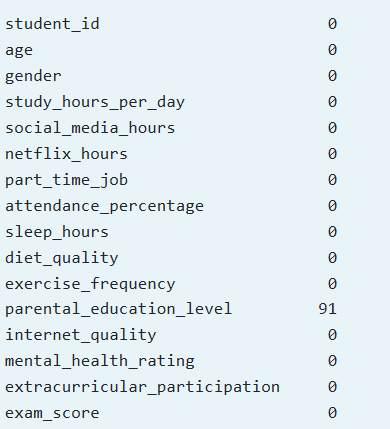 student_id 0
age 0
gender 0
study_hours_per_day 0
social_media_hours 0
netflix_hours 0
part_time_job 0
attendance_percentage 0
sleep_hours 0
diet_quality 0
exercise_frequency 0
parental_education_level 91
internet_quality 0
mental_health_rating 0
extracurricular_participation 0
exam_score 0